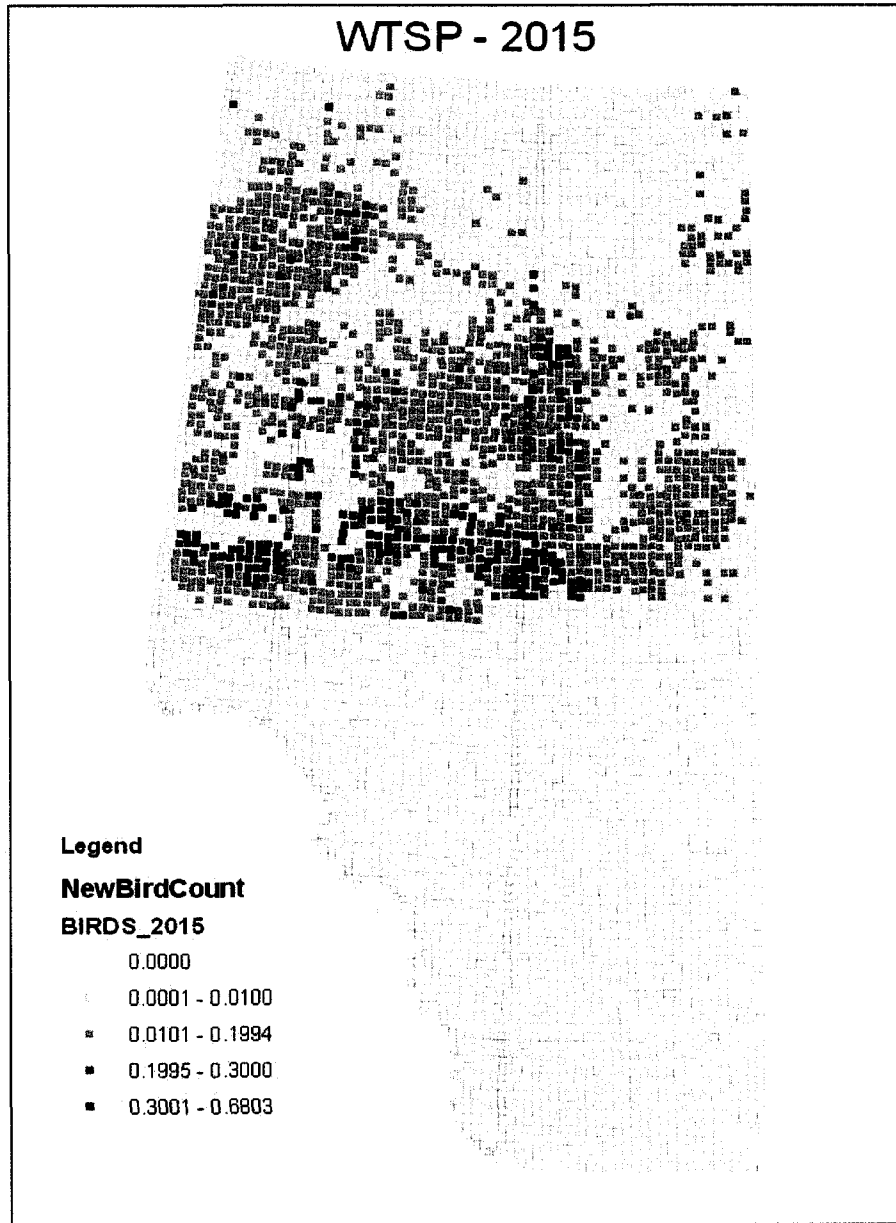 WTSP - 2015
Legend
NewBirdCount
BIRDS_2015
0.0000
0.0001 - 0.0100
0.0101 - 0.1994
0.1995 - 0.3000
0.3001 - 0.6803